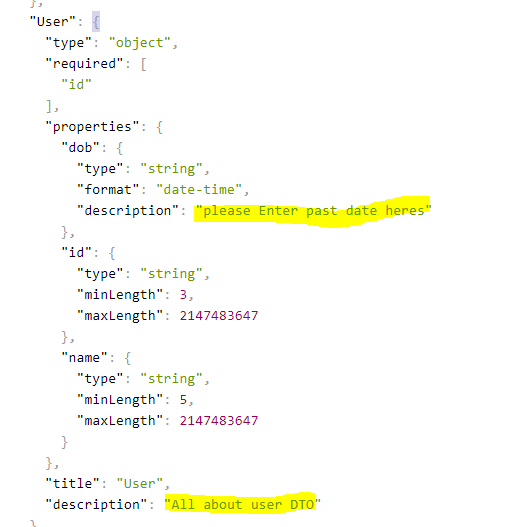 },
"User": {
"type": "object",
"required": [
"id"
],
"properties": {
"dob": {
"type": "string",
"format": "date-time",
"description": "please Enter past date heres"
},
"id": {
"type": "string",
"minLength": 3,
"maxLength": 2147483647
},
"name": {
"type": "string",
"minLength": 5,
"maxLength": 2147483647
}
},
"title": "User",
"description": "All about user DTO"
}